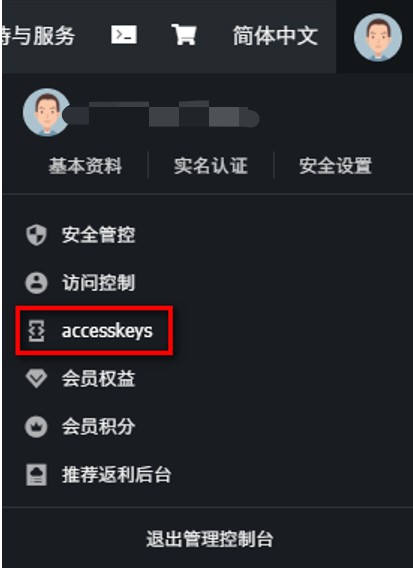 持与服务 简体中文
基本资料 实名认证 安全设置
安全管控
访问控制
accesskeys
会员权益
会员积分
推荐返利后台
退出管理控制台